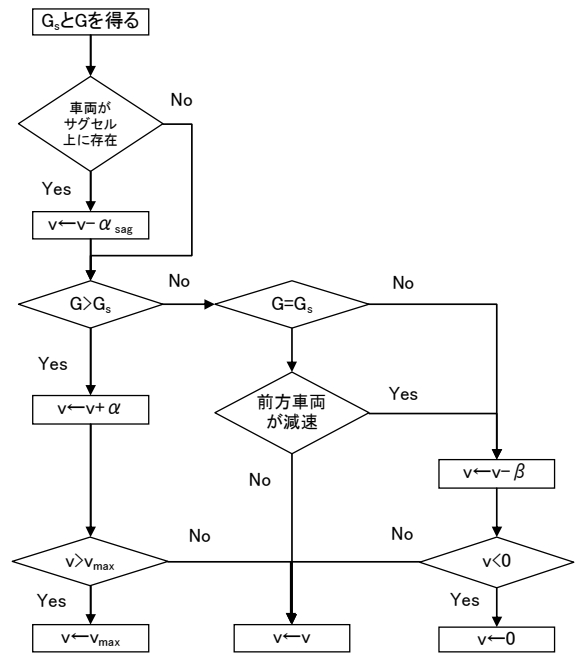 GsとGを得る
車両が
サグセル
上に存在
No
Yes
v←v-αsag
G>Gs
No
G=Gs
No
Yes
v←v+α
前方車両
が減速
Yes
No
v←v-β
v>vmax
No
No
v<0
Yes
Yes
v←vmax
v←v
v←0